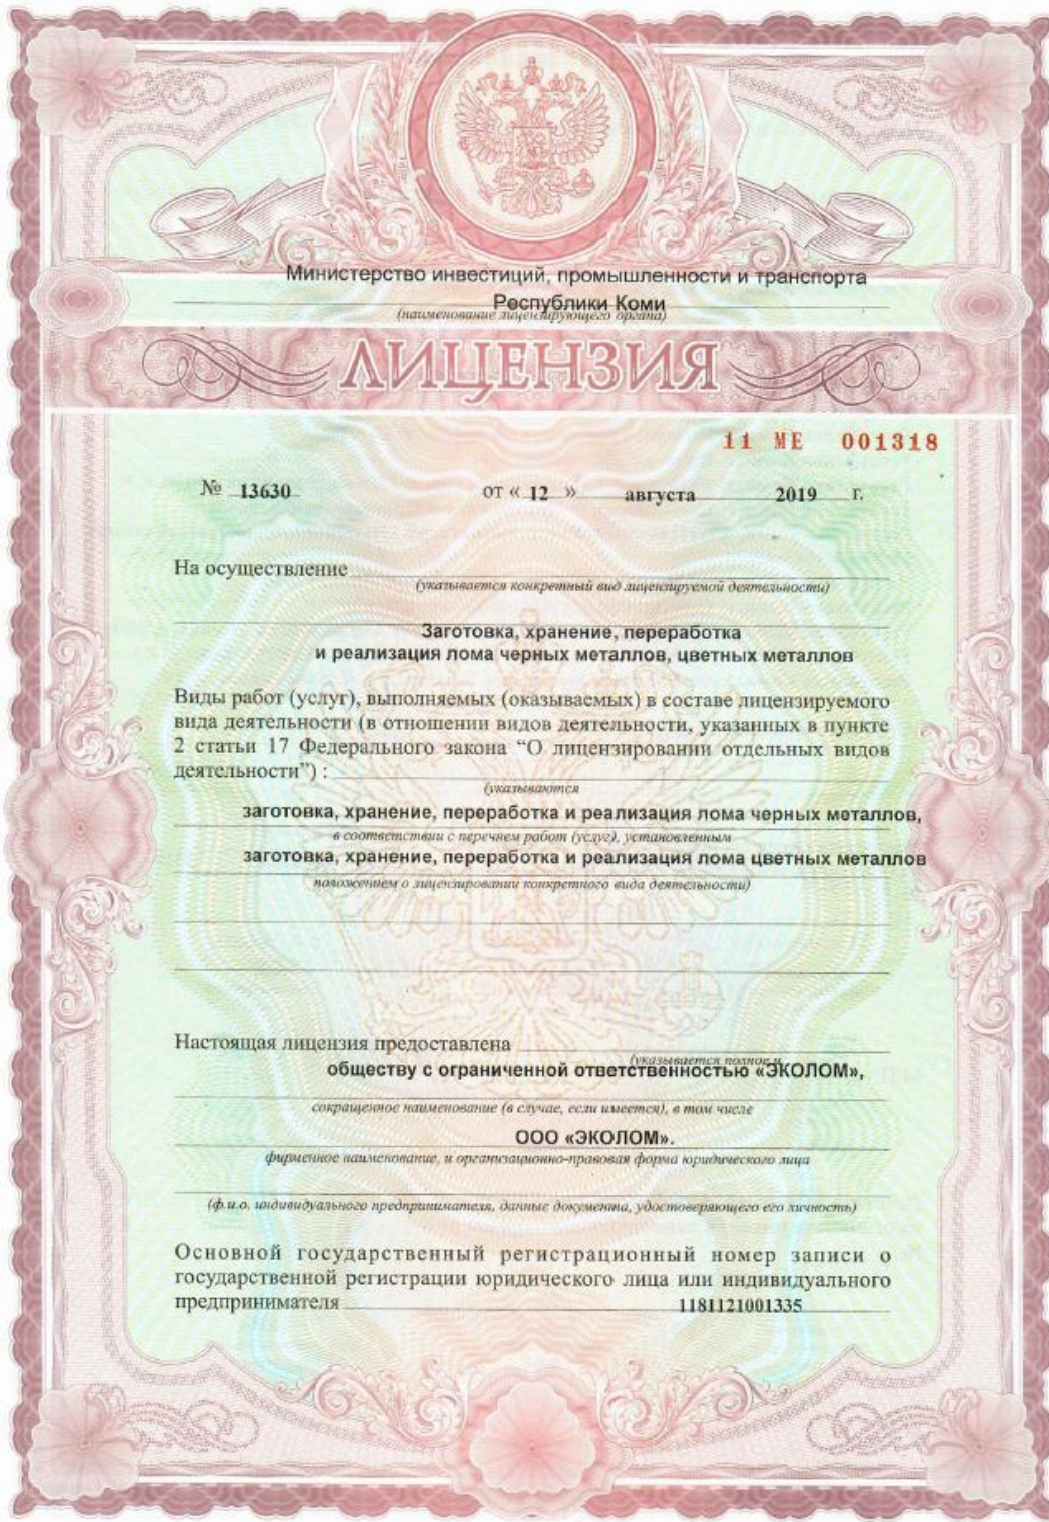 Министерство инвестиций, промышленности и транспорта
Республики Коми
(наименование лицензирующего органа)
ЛИЦЕНЗИЯ
11 МЕ 001318
№ 13630 от « 12 » августа 2019 г.
На осуществление
(указывается конкретный вид лицензируемой деятельности)
Заготовка, хранение, переработка
и реализация лома черных металлов, цветных металлов
Виды работ (услуг), выполняемых (оказываемых) в составе лицензируемого
вида деятельности (в отношении видов деятельности, указанных в пункте
2 статьи 17 Федерального закона “О лицензировании отдельных видов
деятельности”) :
(указываются
заготовка, хранение, переработка и реализация лома черных металлов,
в соответствии с перечнем работ (услуг), установленным
заготовка, хранение, переработка и реализация лома цветных металлов
положением о лицензировании конкретного вида деятельности)
Настоящая лицензия предоставлена
(указывается полное и
обществу с ограниченной ответственностью «ЭКОЛОМ»,
сокращенное наименование (в случае, если имеется), в том числе
ООО «ЭКОЛОМ».
фирменное наименование, и организационно-правовая форма юридического лица
(ф.и.о. индивидуального предпринимателя, данные документа, удостоверяющего его личность)
Основной государственный регистрационный номер записи о
государственной регистрации юридического лица или индивидуального
предпринимателя 1181121001335